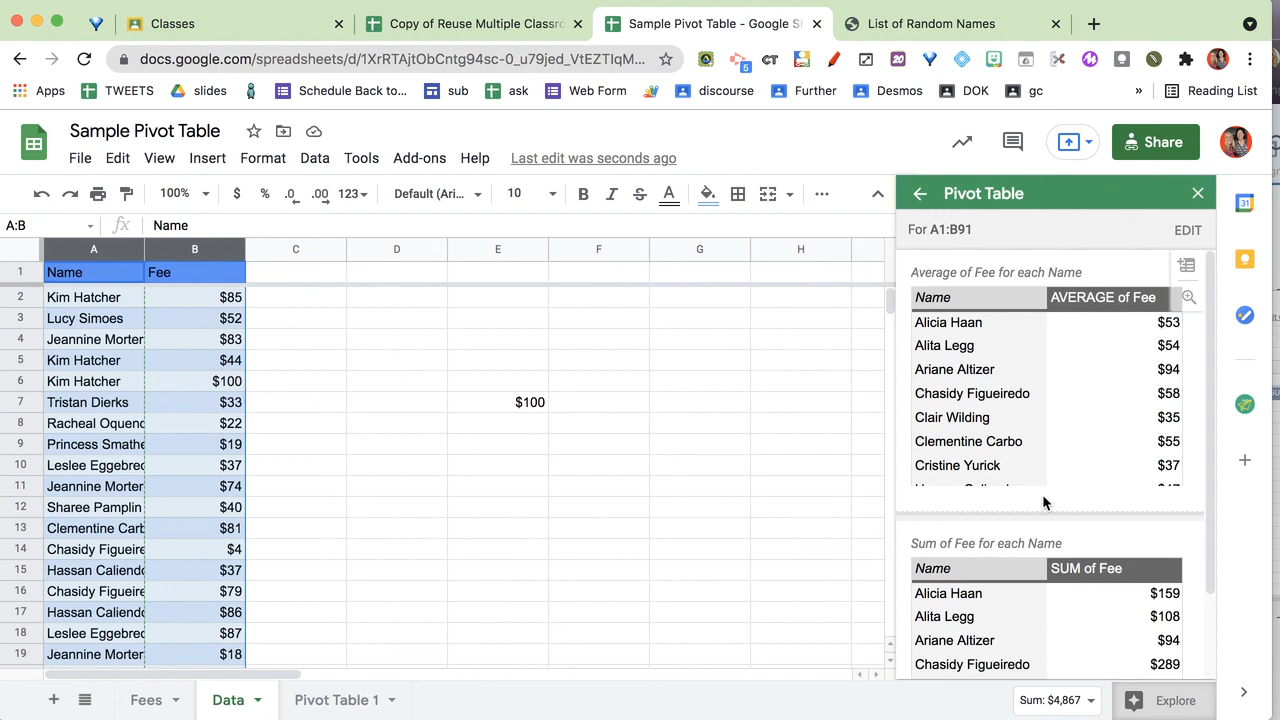 Classes
Copy of Reuse Multiple Classro
Sample Pivot Table - Google Sh
List of Random Names
docs.google.com/spreadsheets/d/1XrRTAjtObCntg94sc-0_u79jed_VtEZTIqM...
5
CT
20
Apps
TWEETS
slides
Schedule Back to...
sub
ask
Web Form
discourse
Further
Desmos
DOK
gc
»
Reading List
Sample Pivot Table
File Edit View Insert Format Data Tools Add-ons Help Last edit was seconds ago
Share
100% $ % .0 .00 123 Default (Ari... 10 B I S A
A:B
fx
Name
A B C D E F G H
1 Name Fee
2 Kim Hatcher $85
3 Lucy Simoes $52
4 Jeannine Morter $83
5 Kim Hatcher $44
6 Kim Hatcher $100
7 Tristan Dierks $33 $100
8 Racheal Oquend $22
9 Princess Smathe $19
10 Leslee Eggebrec $37
11 Jeannine Morter $74
12 Sharee Pamplin $40
13 Clementine Carb $81
14 Chasidy Figueire $4
15 Hassan Caliendo $37
16 Chasidy Figueire $79
17 Hassan Caliendo $86
18 Leslee Eggebrec $87
19 Jeannine Morter $18
Pivot Table
For A1:B91 EDIT
Average of Fee for each Name
Name AVERAGE of Fee
Alicia Haan $53
Alita Legg $54
Ariane Altizer $94
Chasidy Figueiredo $58
Clair Wilding $35
Clementine Carbo $55
Cristine Yurick $37
Sum of Fee for each Name
Name SUM of Fee
Alicia Haan $159
Alita Legg $108
Ariane Altizer $94
Chasidy Figueiredo $289
31
Fees
Data
Pivot Table 1
Sum: $4,867
Explore